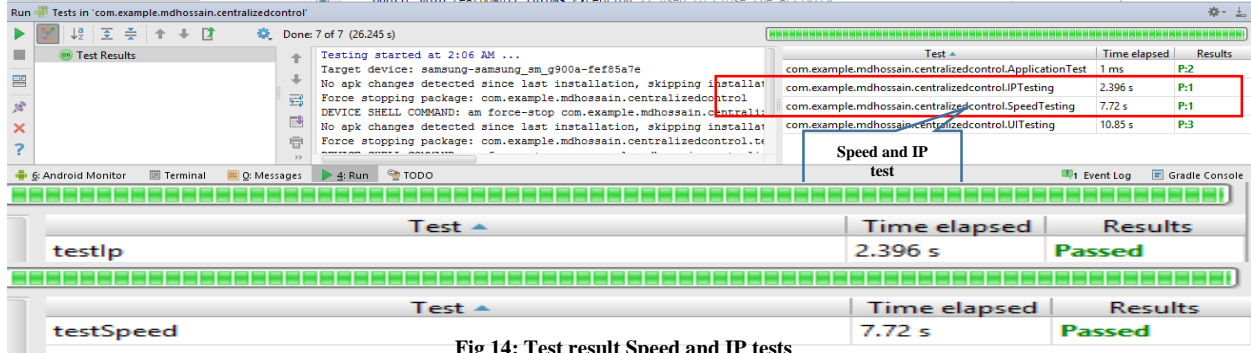 Run Tests in 'com.example.mdhossain.centralizedcontrol'
Done: 7 of 7 (26.245 s)
Test Results
Testing started at 2:06 AM ...
Target device: samsung-samsung_sm_g900a-fef85a7e
No apk changes detected since last installation, skipping installat
Force stopping package: com.example.mdhossain.centralizedcontrol
DEVICE SHELL COMMAND: am force-stop com.example.mdhossain.centrali
No apk changes detected since last installation, skipping installat
Force stopping package: com.example.mdhossain.centralizedcontrol.te
Test Time elapsed Results
com.example.mdhossain.centralizedcontrol.ApplicationTest 1 ms P:2
com.example.mdhossain.centralizedcontrol.IPTesting 2.396 s P:1
com.example.mdhossain.centralizedcontrol.SpeedTesting 7.72 s P:1
com.example.mdhossain.centralizedcontrol.UITesting 10.85 s P:3
Speed and IP
test
6: Android Monitor Terminal 0: Messages 4: Run TODO 1 Event Log Gradle Console
Test Time elapsed Results
testIp 2.396 s Passed
Test Time elapsed Results
testSpeed 7.72 s Passed
Fig 14: Test result Speed and IP tests